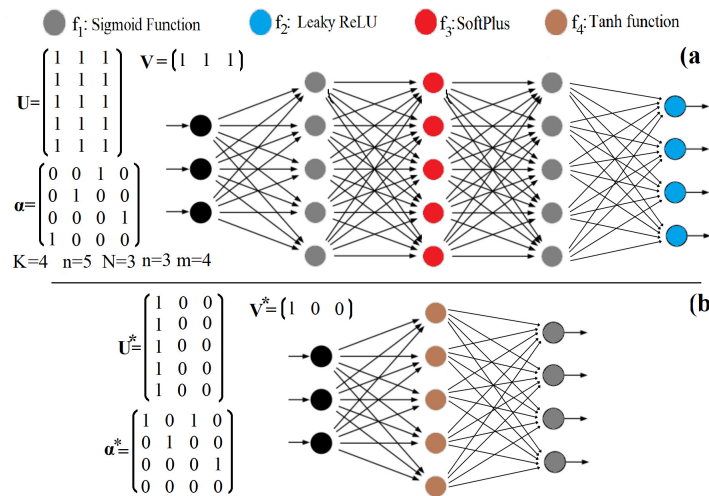 f₁: Sigmoid Function f₂: Leaky ReLU f₃:SoftPlus f₄:Tanh function
(a
U= (1 1 1
1 1 1
1 1 1
1 1 1
1 1 1)
V= (1 1 1)
α= (0 0 1 0
0 1 0 0
0 0 0 1
1 0 0 0)
K=4 n=5 N=3 n=3 m=4
(b
U*= (1 0 0
1 0 0
1 0 0
1 0 0
1 0 0)
V*= (1 0 0)
α*= (1 0 1 0
0 1 0 0
0 0 0 1
0 0 0 0)